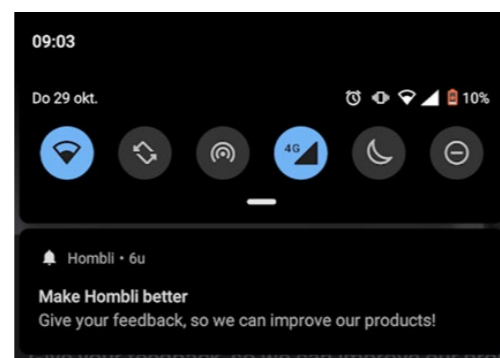 09:03
Do 29 okt. 10%
4G
Hombli • 6u
Make Hombli better
Give your feedback, so we can improve our products!